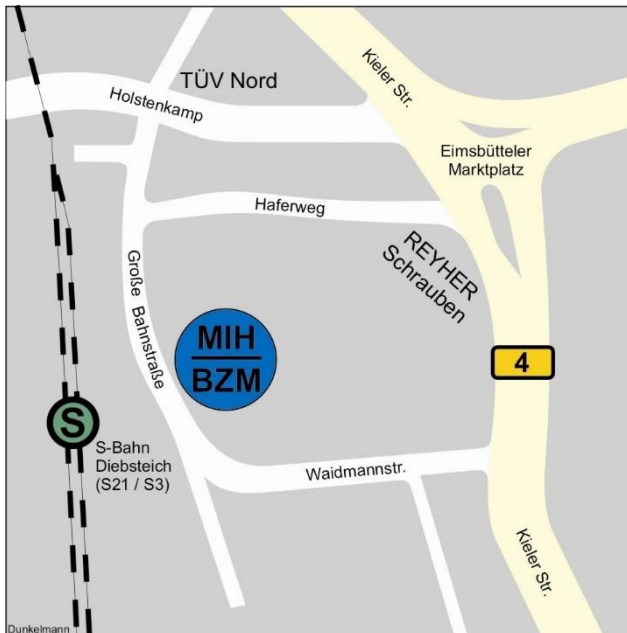 Kieler Str.
TÜV Nord
Holstenkamp
Eimsbütteler
Marktplatz
Haferweg
REYHER
Schrauben
Große Bahnstraße
MIH
BZM
4
S
S-Bahn
Diebsteich
(S21 / S3)
Waidmannstr.
Kieler Str.
Dunkelmann